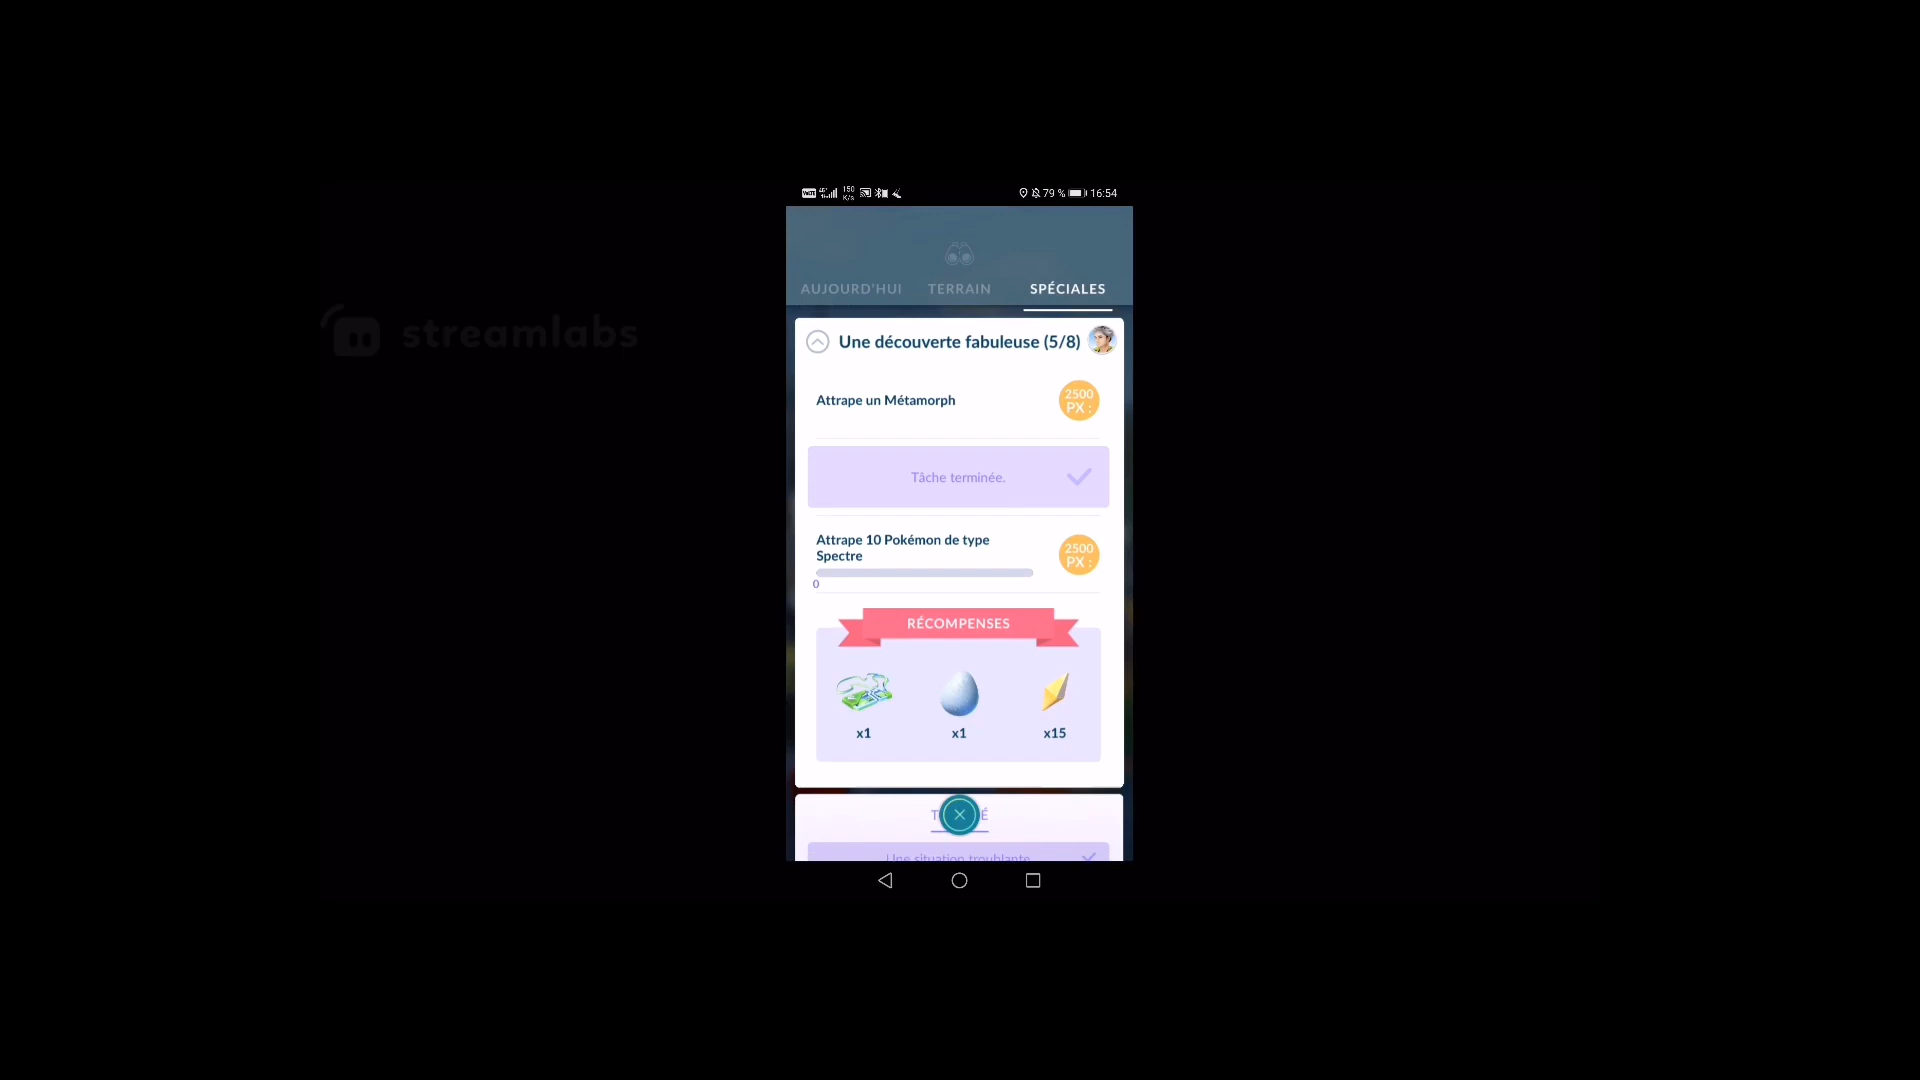 150
K/s
79 %
16:54
streamlabs
AUJOURD'HUI
TERRAIN
SPÉCIALES
Une découverte fabuleuse (5/8)
Attrape un Métamorph
2500
PX :
Tâche terminée.
Attrape 10 Pokémon de type
Spectre
2500
PX :
0
RÉCOMPENSES
x1
x1
x15
Une situation troublante